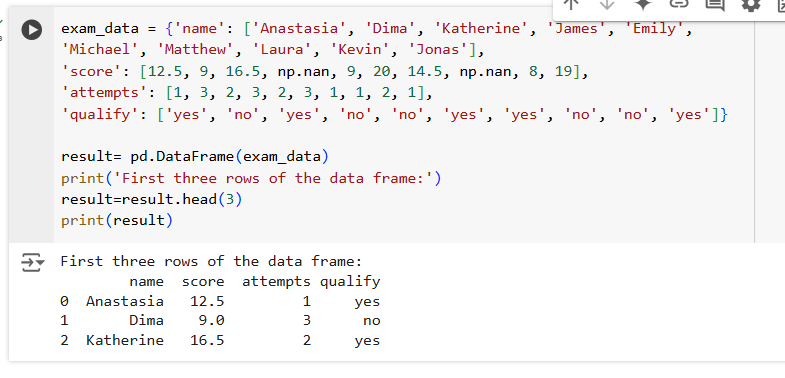 exam_data = {'name': ['Anastasia', 'Dima', 'Katherine', 'James', 'Emily',
'Michael', 'Matthew', 'Laura', 'Kevin', 'Jonas'],
'score': [12.5, 9, 16.5, np.nan, 9, 20, 14.5, np.nan, 8, 19],
'attempts': [1, 3, 2, 3, 2, 3, 1, 1, 2, 1],
'qualify': ['yes', 'no', 'yes', 'no', 'no', 'yes', 'yes', 'no', 'no', 'yes']}
result= pd.DataFrame(exam_data)
print('First three rows of the data frame:')
result=result.head(3)
print(result)
First three rows of the data frame:
name score attempts qualify
0 Anastasia 12.5 1 yes
1 Dima 9.0 3 no
2 Katherine 16.5 2 yes